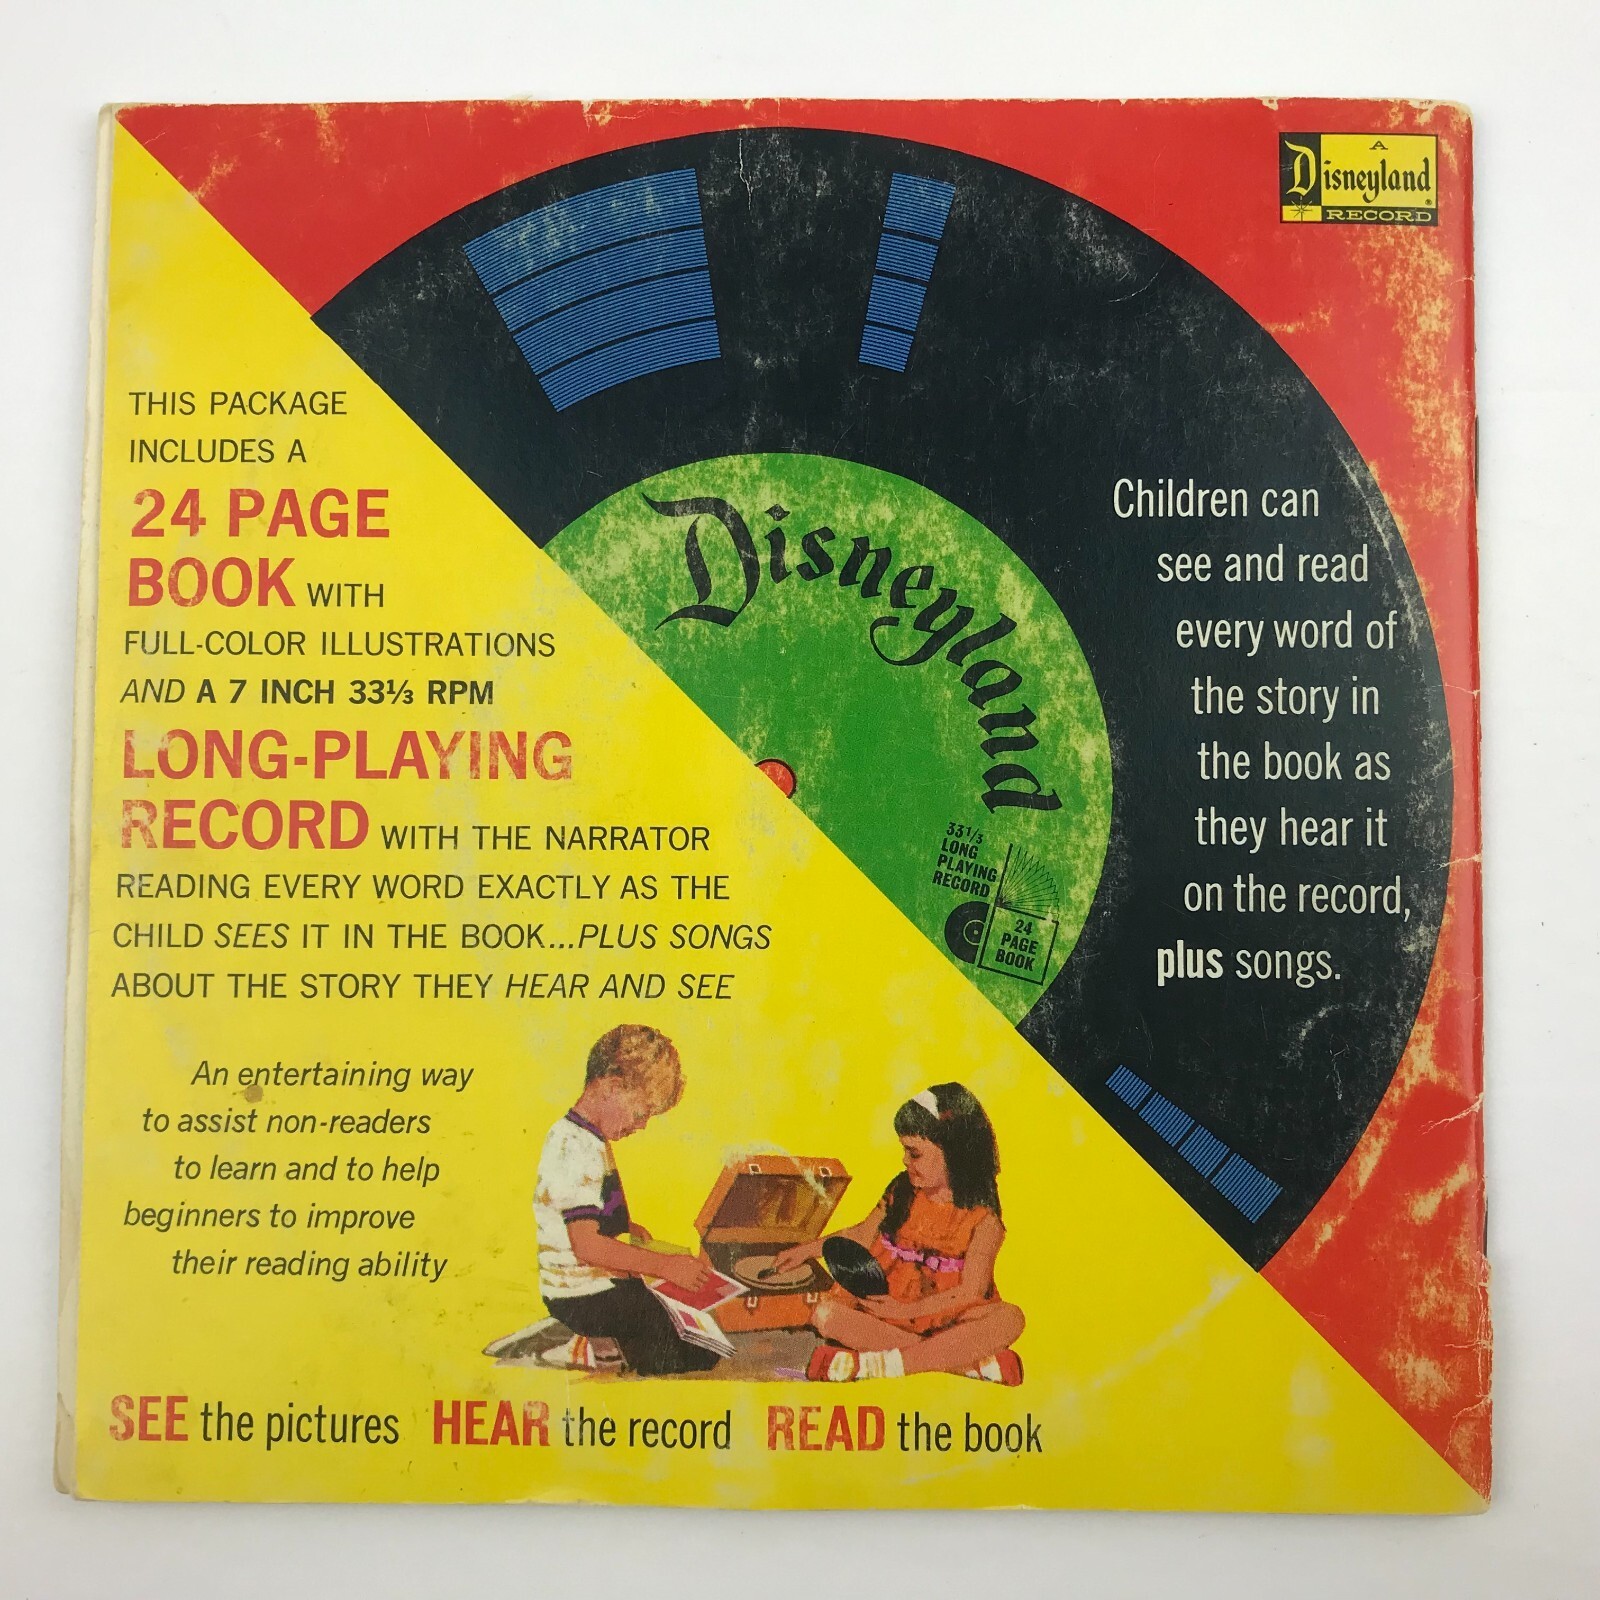 A
Disneyland®
RECORD
THIS PACKAGE
INCLUDES A
24 PAGE
BOOK WITH
FULL-COLOR ILLUSTRATIONS
AND A 7 INCH 33⅓ RPM
LONG-PLAYING
RECORD WITH THE NARRATOR
READING EVERY WORD EXACTLY AS THE
CHILD SEES IT IN THE BOOK...PLUS SONGS
ABOUT THE STORY THEY HEAR AND SEE
Disneyland
33 1/3
LONG
PLAYING
RECORD
24
PAGE
BOOK
Children can
see and read
every word of
the story in
the book as
they hear it
on the record,
plus songs.
An entertaining way
to assist non-readers
to learn and to help
beginners to improve
their reading ability
SEE the pictures HEAR the record READ the book